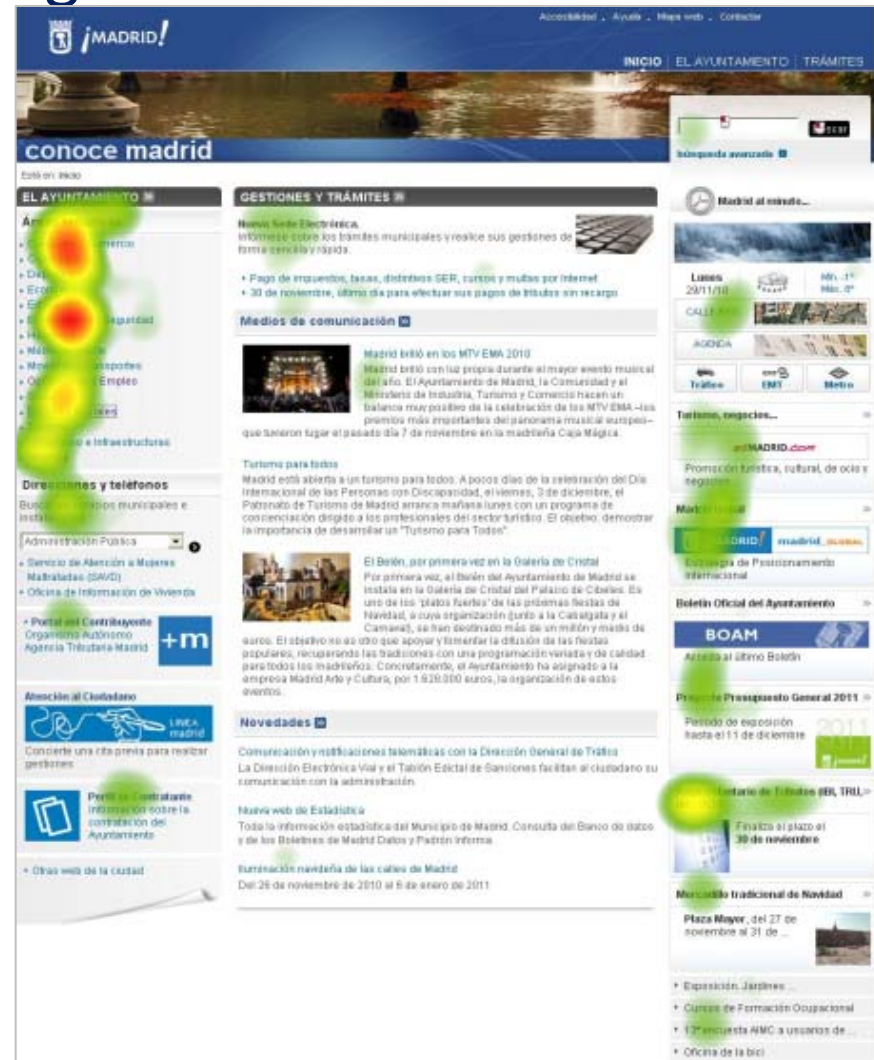 Accesibilidad . Ayuda . Mapa web . Contactar
¡MADRID!
INICIO | EL AYUNTAMIENTO | TRÁMITES
conoce madrid
búsqueda avanzada
Está en: Inicio
EL AYUNTAMIENTO
Empleo
e Infraestructuras
Direcciones y teléfonos
municipales e
Administración Pública
Servicio de Atención a Mujeres
Maltratadas (SAVD)
Oficina de Información de Vivienda
Portal del Contribuyente
Organismo Autónomo
Agencia Tributaria Madrid
+m
Atención al Ciudadano
LINEA
madrid
Concierte una cita previa para realizar
gestiones
Perfil de Contratante
Información sobre la
contratación del
Ayuntamiento
Otras web de la ciudad
GESTIONES Y TRÁMITES
Nueva Sede Electrónica.
Infórmese sobre los trámites municipales y realice sus gestiones de
forma sencilla y rápida.
Pago de impuestos, tasas, distintivos SER, cursos y multas por Internet
30 de noviembre, último día para efectuar sus pagos de tributos sin recargo
Medios de comunicación
Madrid brilló en los MTV EMA 2010
Madrid brilló con luz propia durante el mayor evento musical
del año. El Ayuntamiento de Madrid, la Comunidad y el
Ministerio de Industria, Turismo y Comercio hacen un
balance muy positivo de la celebración de los MTV EMA –los
premios más importantes del panorama musical europeo–
que tuvieron lugar el pasado día 7 de noviembre en la madrileña Caja Mágica.
Turismo para todos
Madrid está abierta a un turismo para todos. A pocos días de la celebración del Día
Internacional de las Personas con Discapacidad, el viernes, 3 de diciembre, el
Patronato de Turismo de Madrid arranca mañana lunes con un programa de
concienciación dirigido a los profesionales del sector turístico. El objetivo: demostrar
la importancia de desarrollar un "Turismo para Todos".
El Belén, por primera vez en la Galería de Cristal
Por primera vez, el Belén del Ayuntamiento de Madrid se
instala en la Galería de Cristal del Palacio de Cibeles. Es
uno de los 'platos fuertes' de las próximas fiestas de
Navidad, a cuya organización (junto a la Cabalgata y el
Carnaval), se han destinado más de un millón y medio de
euros. El objetivo no es otro que apoyar y fomentar la difusión de las fiestas
populares, recuperando las tradiciones con una programación variada y de calidad
para todos los madrileños. Concretamente, el Ayuntamiento ha asignado a la
empresa Madrid Arte y Cultura, por 1.628.000 euros, la organización de estos
eventos.
Novedades
Comunicación y notificaciones telemáticas con la Dirección General de Tráfico
La Dirección Electrónica Vial y el Tablón Edictal de Sanciones facilitan al ciudadano su
comunicación con la administración.
Nueva web de Estadística
Toda la información estadística del Municipio de Madrid. Consulta del Banco de datos
y de los Boletines de Madrid Datos y Padrón Informa
Iluminación navideña de las calles de Madrid
Del 26 de noviembre de 2010 al 6 de enero de 2011
Madrid al minuto...
Lunes
29/11/10
AGENDA
Tráfico
EMT
Metro
Turismo, negocios...
esMADRID.com
Promoción turística, cultural, de ocio y
negocios
MADRID!
madrid
Estrategia de Posicionamiento
Internacional
Boletín Oficial del Ayuntamiento
BOAM
Acceda al último Boletín
Proyecto Presupuesto General 2011
Periodo de exposición
hasta el 11 de diciembre
2011
de Tributos (IBI, TRU,
Finaliza el plazo el
30 de noviembre
Mercadillo tradicional de Navidad
Plaza Mayor, del 27 de
noviembre al 31 de ...
Exposición. Jardines ...
Cursos de Formación Ocupacional
13ª encuesta AIMC a usuarios de ...
Oficina de la bici